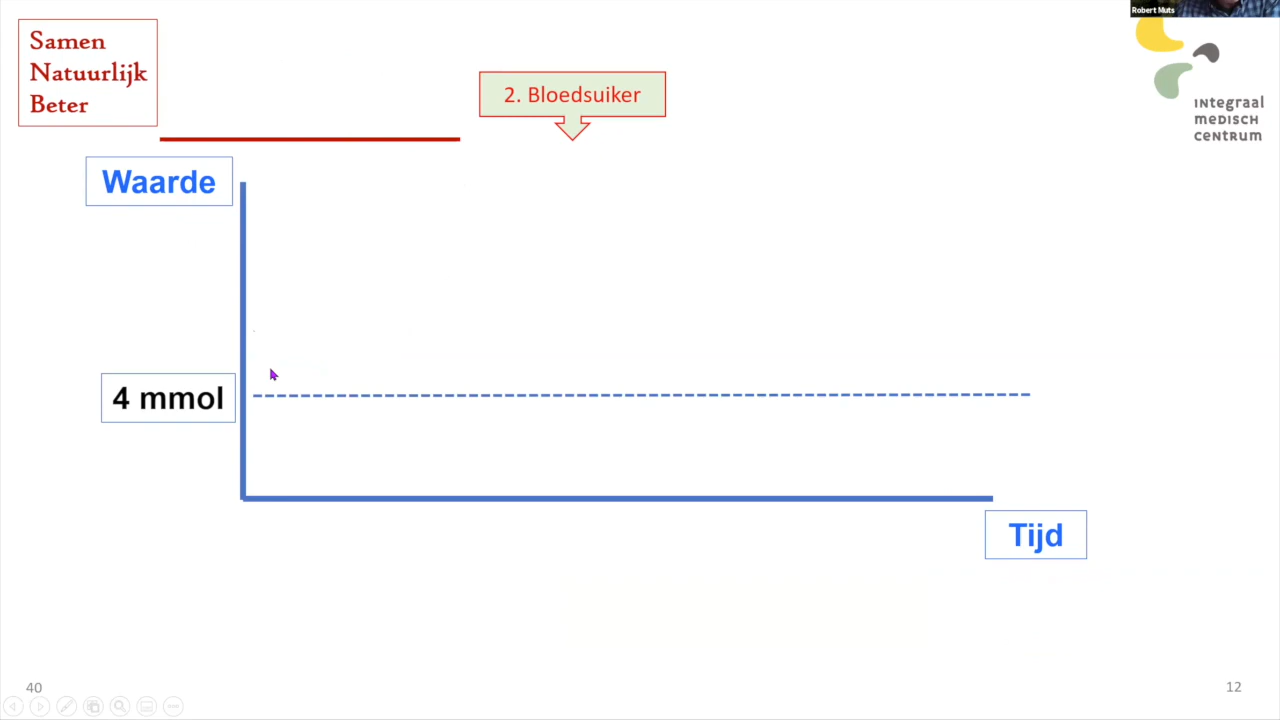 Robert Muts
Samen
Natuurlijk
Beter
2. Bloedsuiker
integraal
medisch
centrum
Waarde
4 mmol
Tijd
40
12